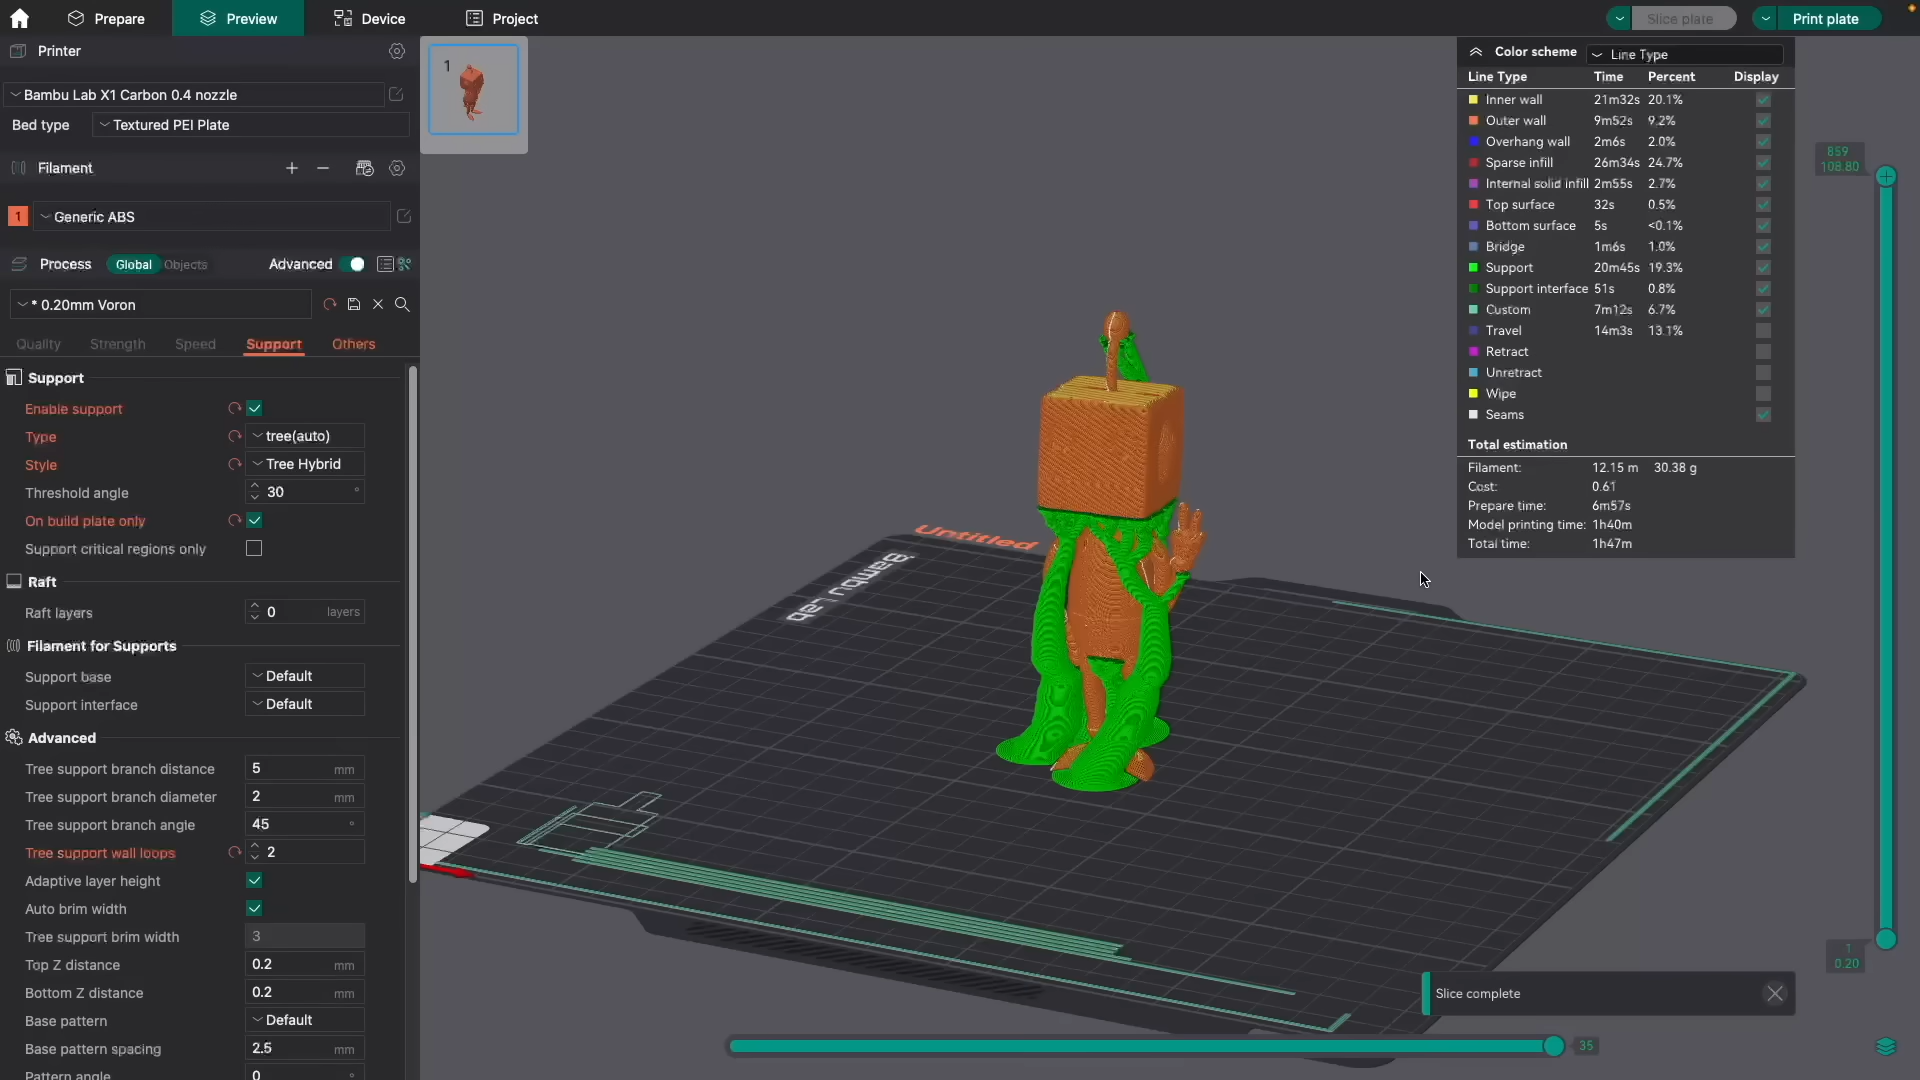 Prepare
Preview
Device
Project
Slice plate
Print plate
Printer
Bambu Lab X1 Carbon 0.4 nozzle
Bed type
Textured PEI Plate
Filament
1
Generic ABS
Process
Global
Objects
Advanced
* 0.20mm Voron
Quality
Strength
Speed
Support
Others
Support
Enable support
Type
tree(auto)
Style
Tree Hybrid
Threshold angle
30
°
On build plate only
Support critical regions only
Raft
Raft layers
0
layers
Filament for Supports
Support base
Default
Support interface
Default
Advanced
Tree support branch distance
5
mm
Tree support branch diameter
2
mm
Tree support branch angle
45
°
Tree support wall loops
2
Adaptive layer height
Auto brim width
Tree support brim width
3
Top Z distance
0.2
mm
Bottom Z distance
0.2
mm
Base pattern
Default
Base pattern spacing
2.5
mm
Pattern angle
0
°
1
Untitled
Bambu Lab
Color scheme
Line Type
Line Type Time Percent Display
Inner wall 21m32s 20.1%
Outer wall 9m52s 9.2%
Overhang wall 2m6s 2.0%
Sparse infill 26m34s 24.7%
Internal solid infill 2m55s 2.7%
Top surface 32s 0.5%
Bottom surface 5s <0.1%
Bridge 1m6s 1.0%
Support 20m45s 19.3%
Support interface 51s 0.8%
Custom 7m12s 6.7%
Travel 14m3s 13.1%
Retract
Unretract
Wipe
Seams
Total estimation
Filament: 12.15 m 30.38 g
Cost: 0.61
Prepare time: 6m57s
Model printing time: 1h40m
Total time: 1h47m
859
108.80
1
0.20
Slice complete
35